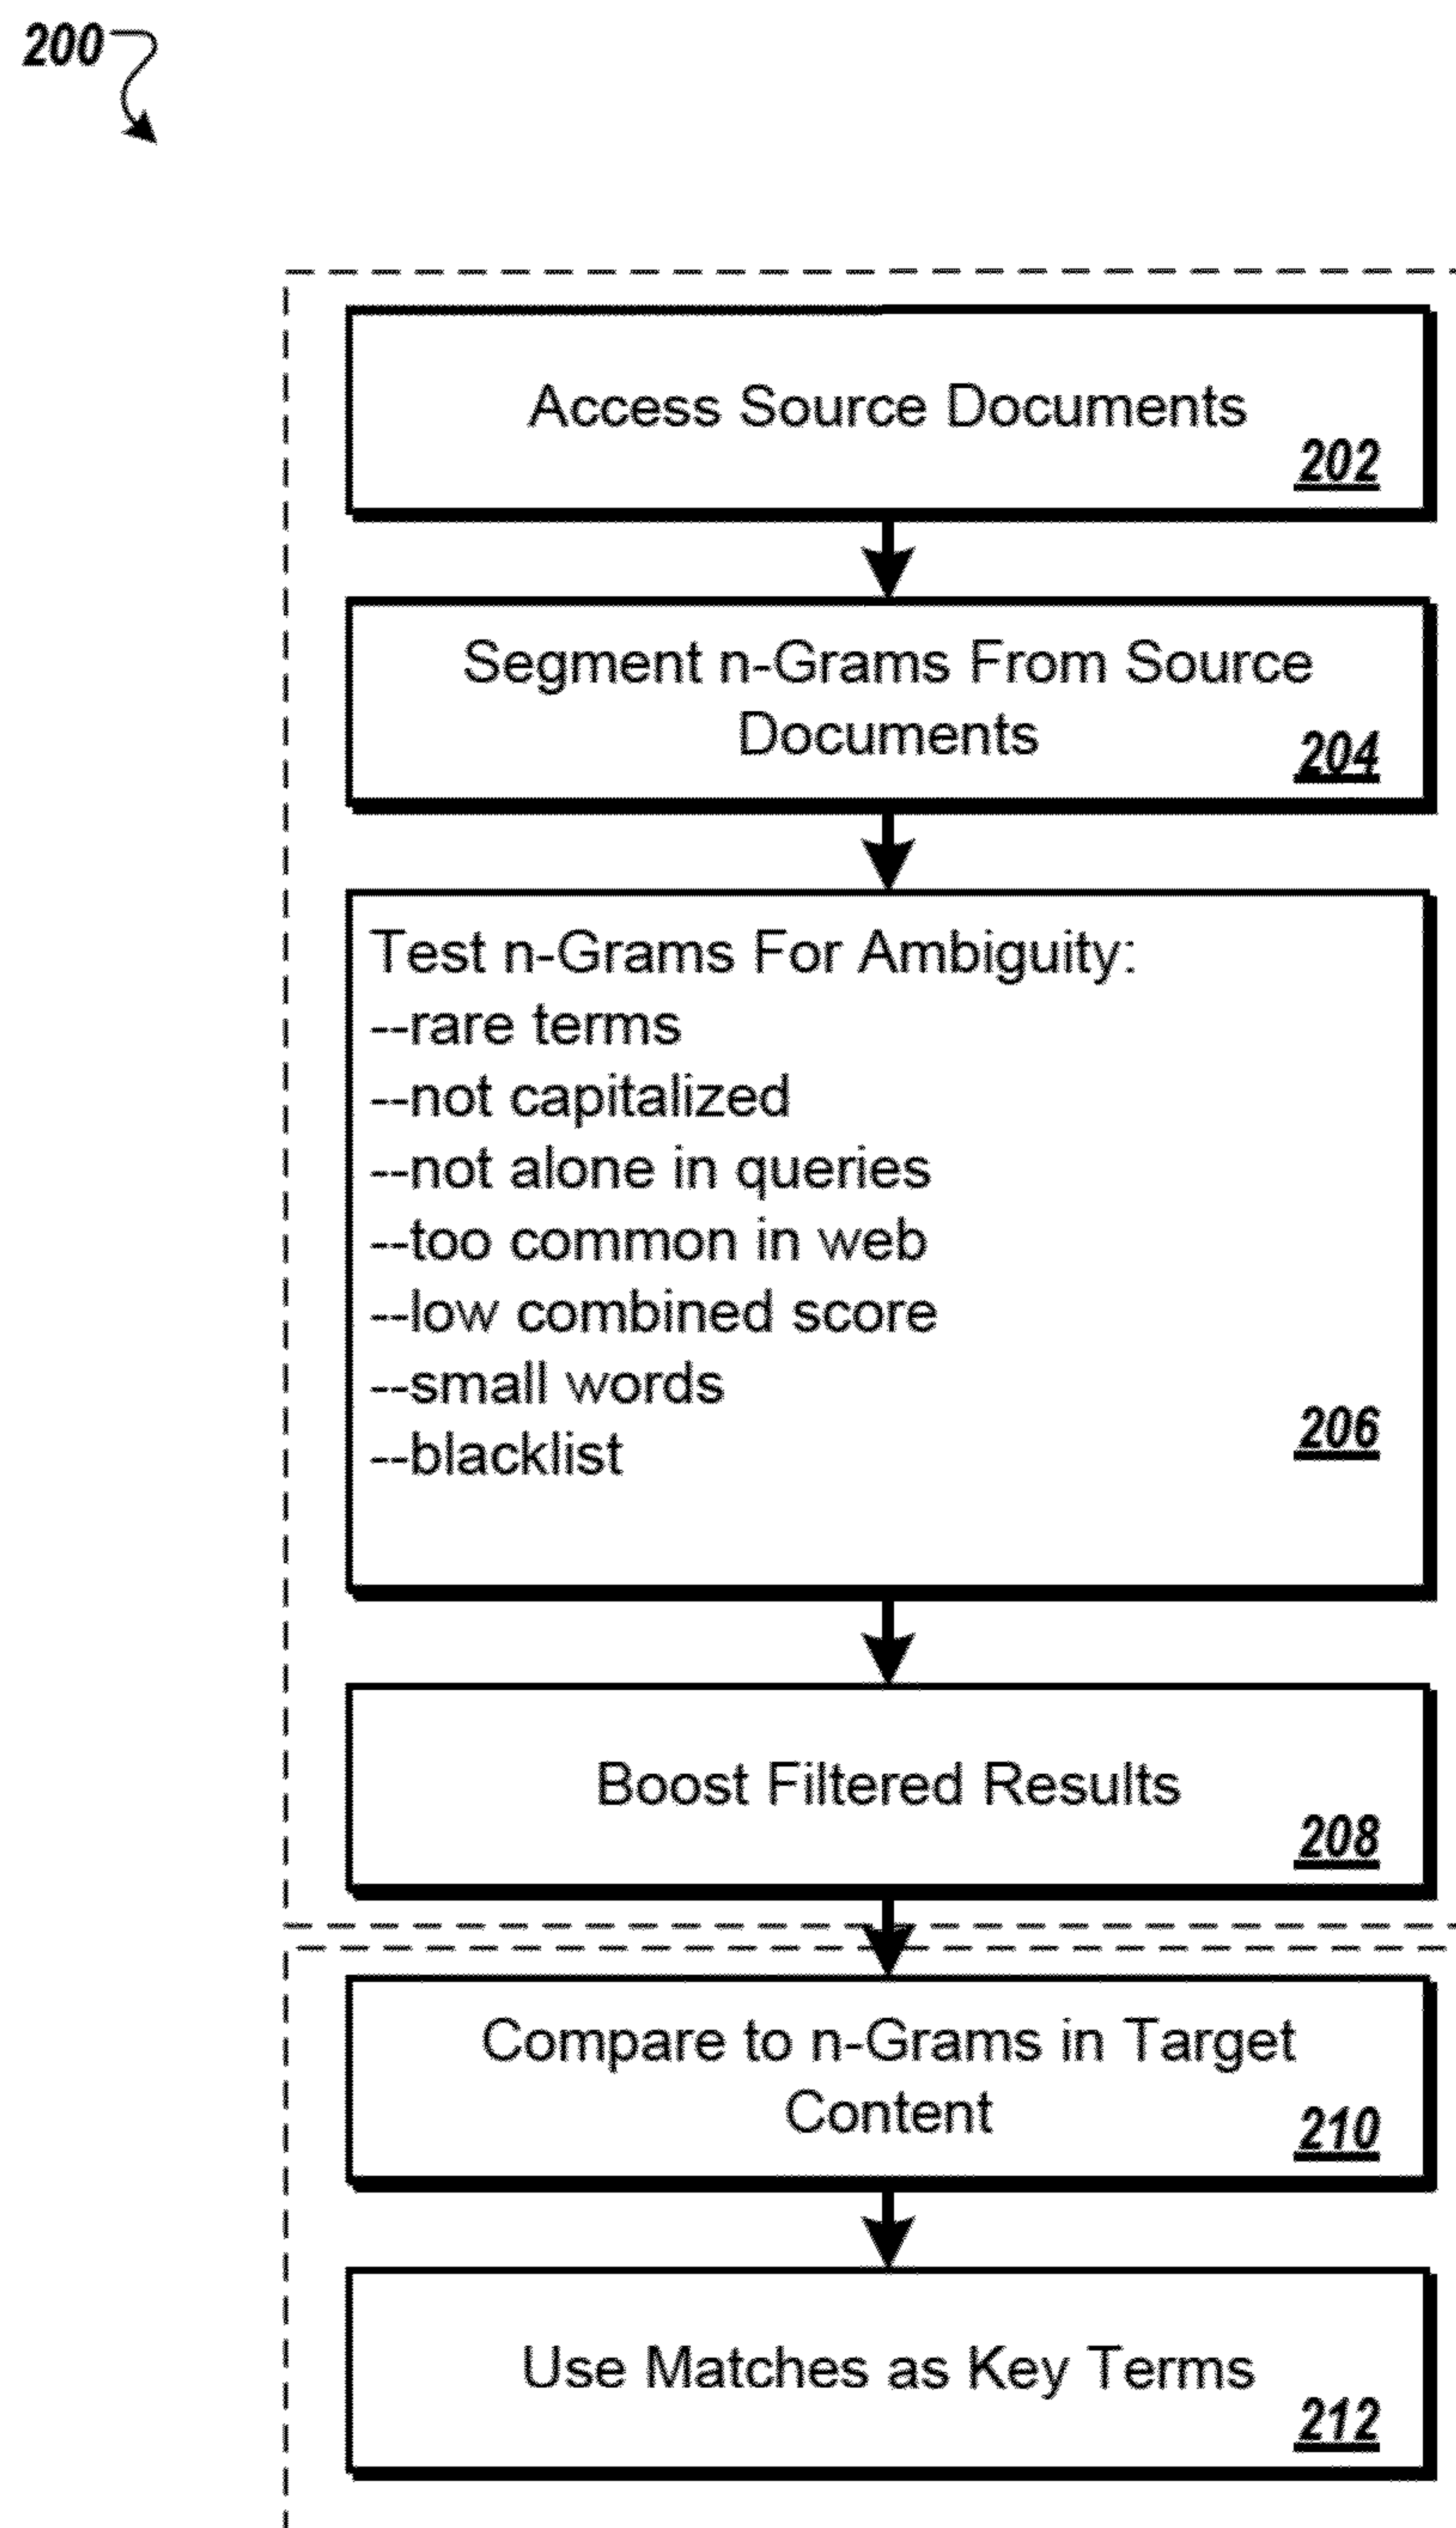 200
Access Source Documents
202
Segment n-Grams From Source
Documents
204
Test n-Grams For Ambiguity:
--rare terms
--not capitalized
--not alone in queries
--too common in web
--low combined score
--small words
--blacklist
206
Boost Filtered Results
208
Compare to n-Grams in Target
Content
210
Use Matches as Key Terms
212